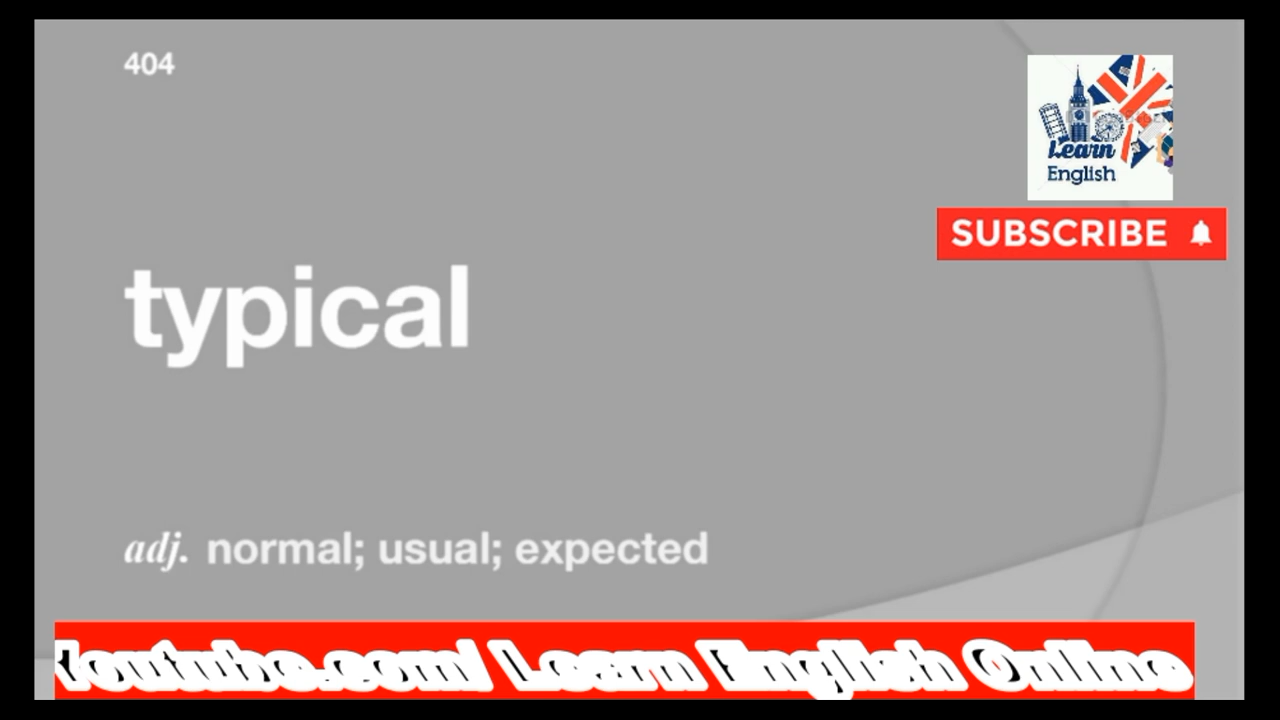 404
Learn
English
SUBSCRIBE
typical
adj. normal; usual; expected
Youtube.com/ Learn English Online